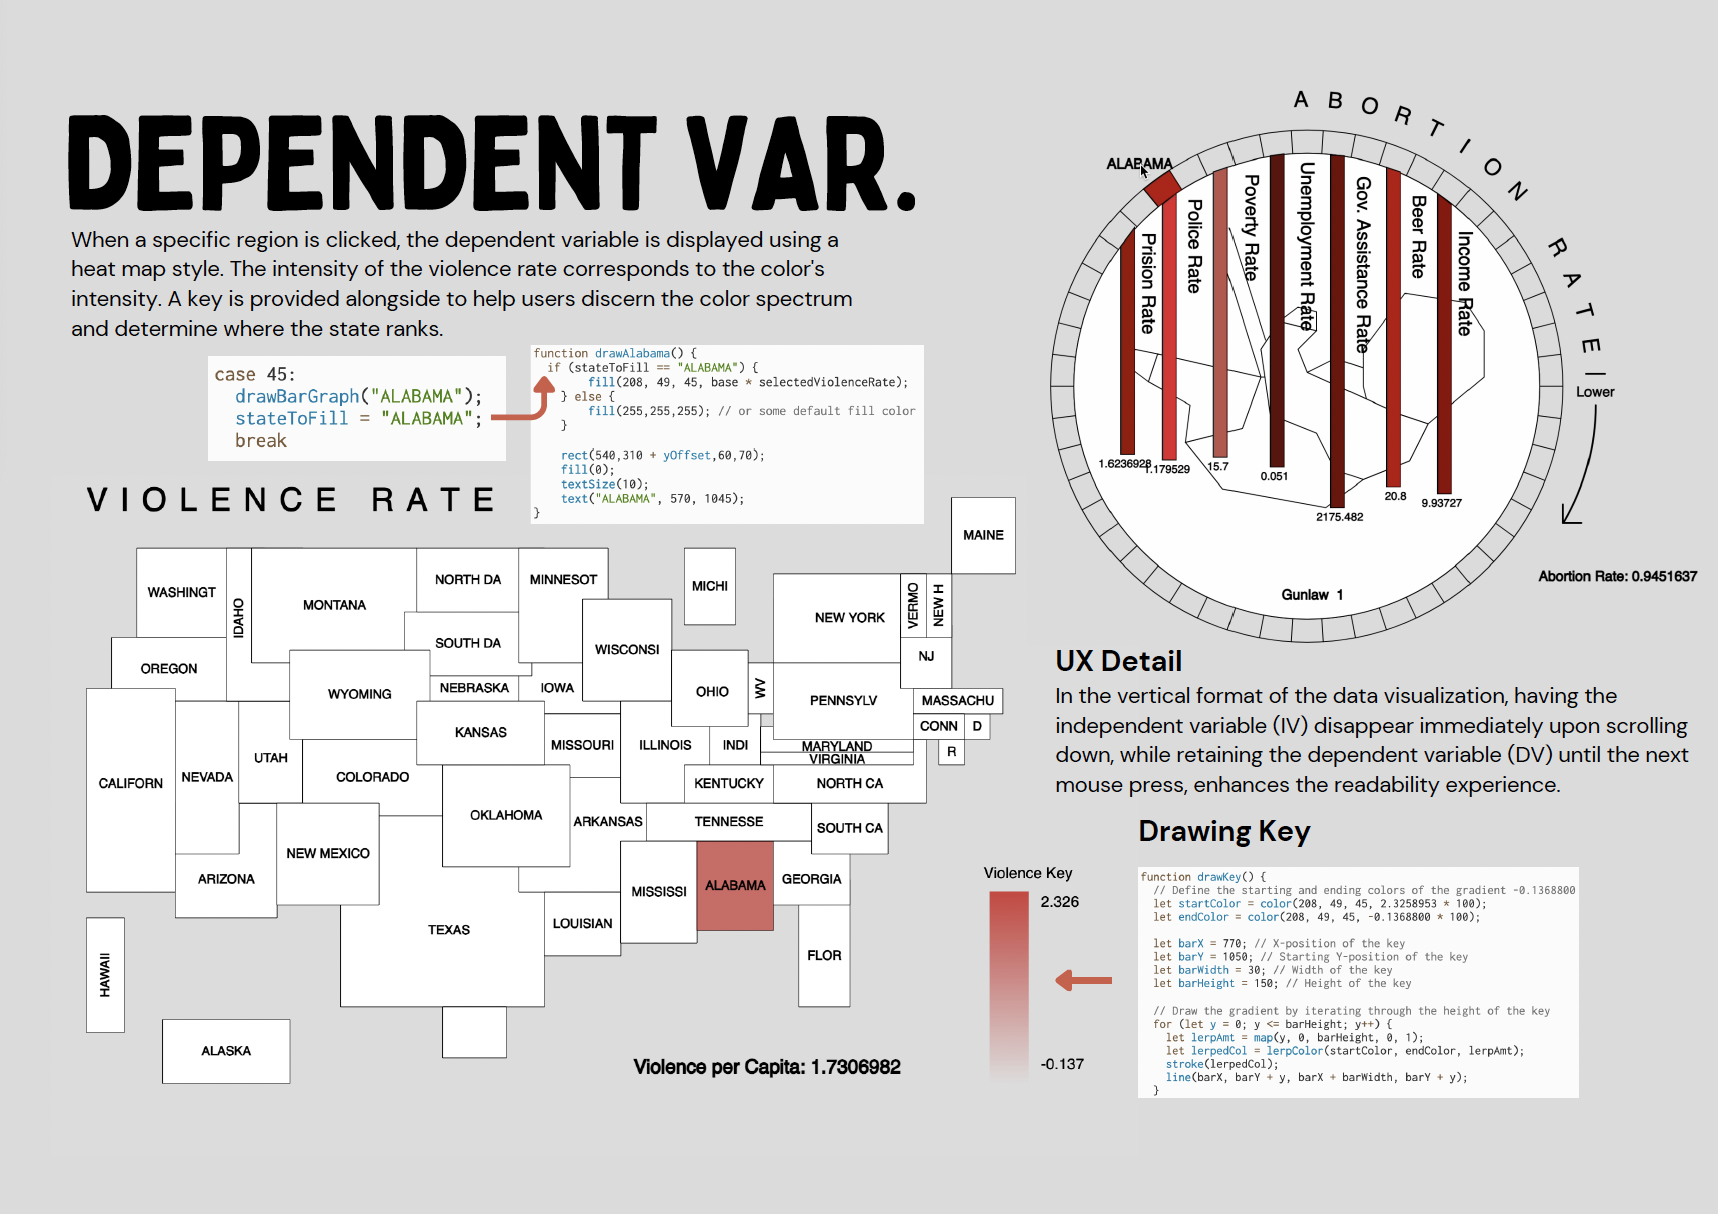 DEPENDENT VAR.
When a specific region is clicked, the dependent variable is displayed using a
heat map style. The intensity of the violence rate corresponds to the color's
intensity. A key is provided alongside to help users discern the color spectrum
and determine where the state ranks.
case 45:
drawBarGraph("ALABAMA");
stateToFill = "ALABAMA";
break
function drawAlabama() {
if (stateToFill == "ALABAMA") {
fill(208, 49, 45, base * selectedViolenceRate);
} else {
fill(255,255,255); // or some default fill color
}
rect(540,310 + yOffset,60,70);
fill(0);
textSize(10);
text("ALABAMA", 570, 1045);
}
VIOLENCE RATE
MAINE
WASHINGT
IDAHO
MONTANA
NORTH DA
MINNESOT
MICHI
NEW YORK
VERMO
NEW H
OREGON
SOUTH DA
WISCONSI
NJ
WYOMING
NEBRASKA
IOWA
OHIO
WV
PENNSYLV
MASSACHU
CALIFORN
NEVADA
UTAH
COLORADO
KANSAS
MISSOURI
ILLINOIS
INDI
MARYLAND
VIRGINIA
CONN
D
R
KENTUCKY
NORTH CA
OKLAHOMA
ARKANSAS
TENNESSE
SOUTH CA
NEW MEXICO
ARIZONA
TEXAS
LOUISIAN
MISSISSI
ALABAMA
GEORGIA
FLOR
HAWAII
ALASKA
Violence per Capita: 1.7306982
Violence Key
2.326
-0.137
ABORTION RATE
ALABAMA
Prision Rate
Police Rate
Poverty Rate
Unemployment Rate
Gov. Assistance Rate
Beer Rate
Income Rate
1.6236928
1.179529
15.7
0.051
2175.482
20.8
9.93727
Gunlaw 1
Lower
Abortion Rate: 0.9451637
UX Detail
In the vertical format of the data visualization, having the
independent variable (IV) disappear immediately upon scrolling
down, while retaining the dependent variable (DV) until the next
mouse press, enhances the readability experience.
Drawing Key
function drawKey() {
// Define the starting and ending colors of the gradient -0.1368800
let startColor = color(208, 49, 45, 2.3258953 * 100);
let endColor = color(208, 49, 45, -0.1368800 * 100);
let barX = 770; // X-position of the key
let barY = 1050; // Starting Y-position of the key
let barWidth = 30; // Width of the key
let barHeight = 150; // Height of the key
// Draw the gradient by iterating through the height of the key
for (let y = 0; y <= barHeight; y++) {
let lerpAmt = map(y, 0, barHeight, 0, 1);
let lerpedCol = lerpColor(startColor, endColor, lerpAmt);
stroke(lerpedCol);
line(barX, barY + y, barX + barWidth, barY + y);
}